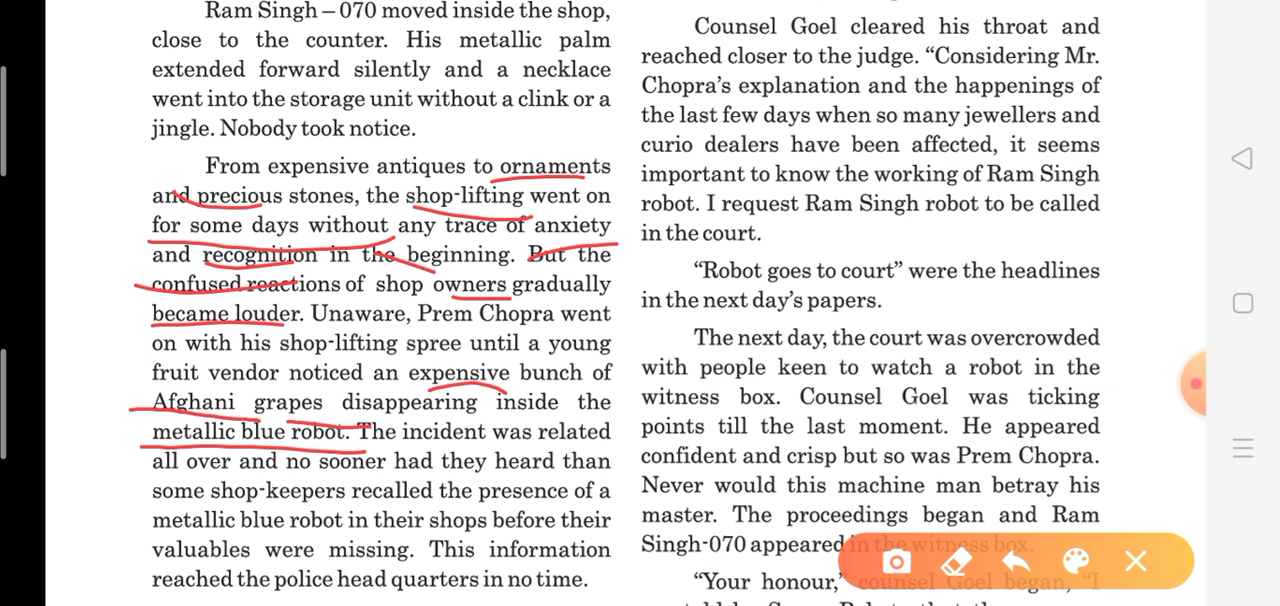 Ram Singh – 070 moved inside the shop,
close to the counter. His metallic palm
extended forward silently and a necklace
went into the storage unit without a clink or a
jingle. Nobody took notice.
From expensive antiques to ornaments
and precious stones, the shop-lifting went on
for some days without any trace of anxiety
and recognition in the beginning. But the
confused reactions of shop owners gradually
became louder. Unaware, Prem Chopra went
on with his shop-lifting spree until a young
fruit vendor noticed an expensive bunch of
Afghani grapes disappearing inside the
metallic blue robot. The incident was related
all over and no sooner had they heard than
some shop-keepers recalled the presence of a
metallic blue robot in their shops before their
valuables were missing. This information
reached the police head quarters in no time.
Counsel Goel cleared his throat and
reached closer to the judge. “Considering Mr.
Chopra’s explanation and the happenings of
the last few days when so many jewellers and
curio dealers have been affected, it seems
important to know the working of Ram Singh
robot. I request Ram Singh robot to be called
in the court.
“Robot goes to court” were the headlines
in the next day’s papers.
The next day, the court was overcrowded
with people keen to watch a robot in the
witness box. Counsel Goel was ticking
points till the last moment. He appeared
confident and crisp but so was Prem Chopra.
Never would this machine man betray his
master. The proceedings began and Ram
Singh-070 appeared in the witness box.
“Your honour,” counsel Goel began, “I